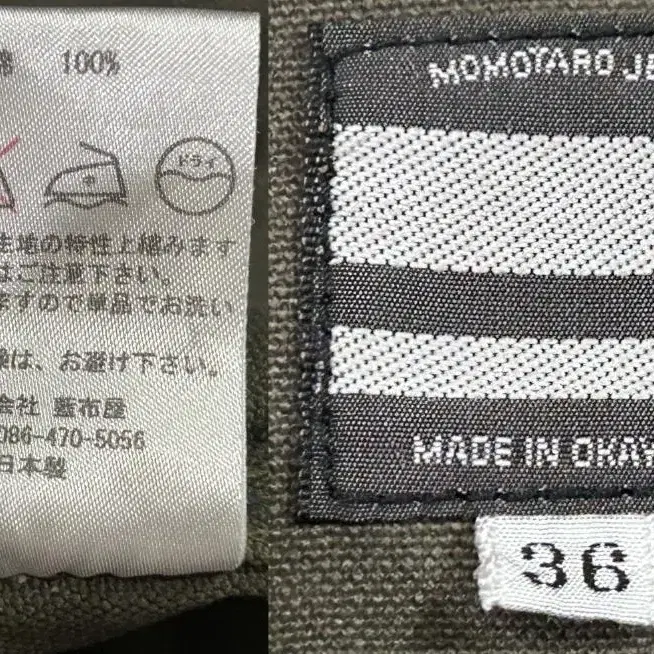 綿 100%
ドライ
生地の特性上縮みます
はご注意下さい。
ますので単品でお洗い
は、お避け下さい。
会社 藍布屋
086-470-5056
日本製
MOMOTARO JE
MADE IN OKAY
36